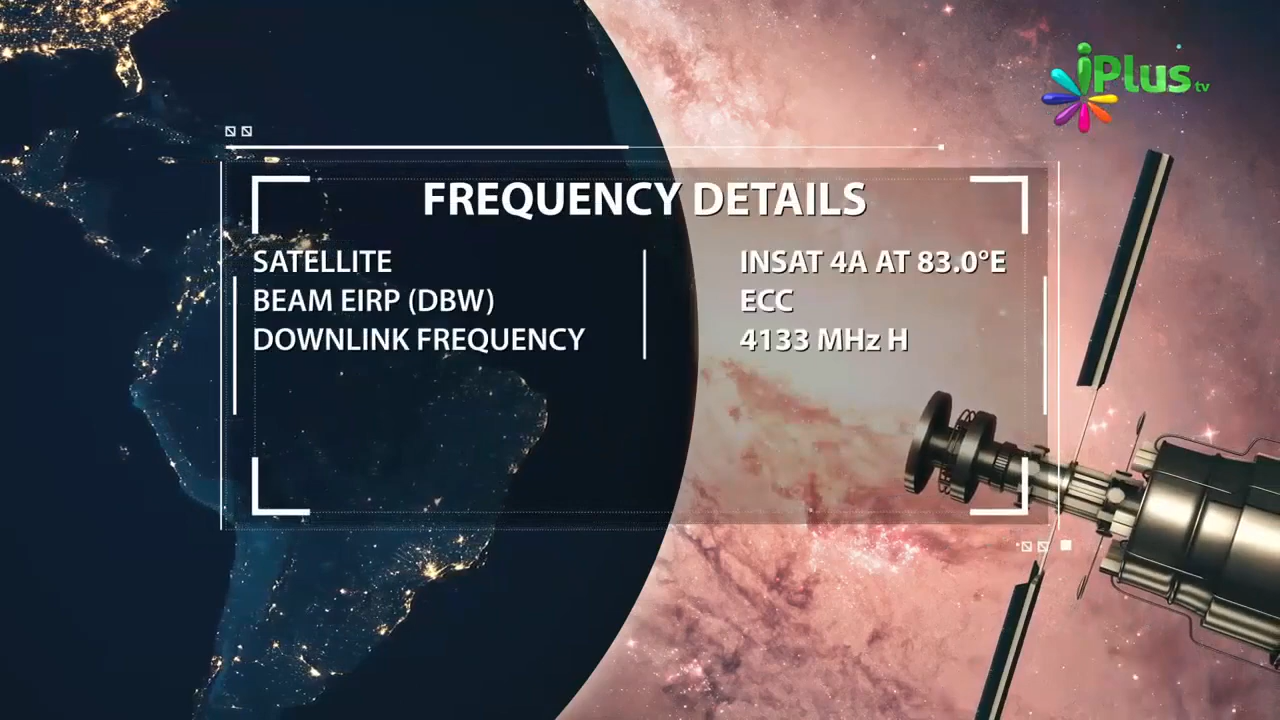 iPlus tv
FREQUENCY DETAILS
SATELLITE INSAT 4A AT 83.0°E
BEAM EIRP (DBW) ECC
DOWNLINK FREQUENCY 4133 MHz H